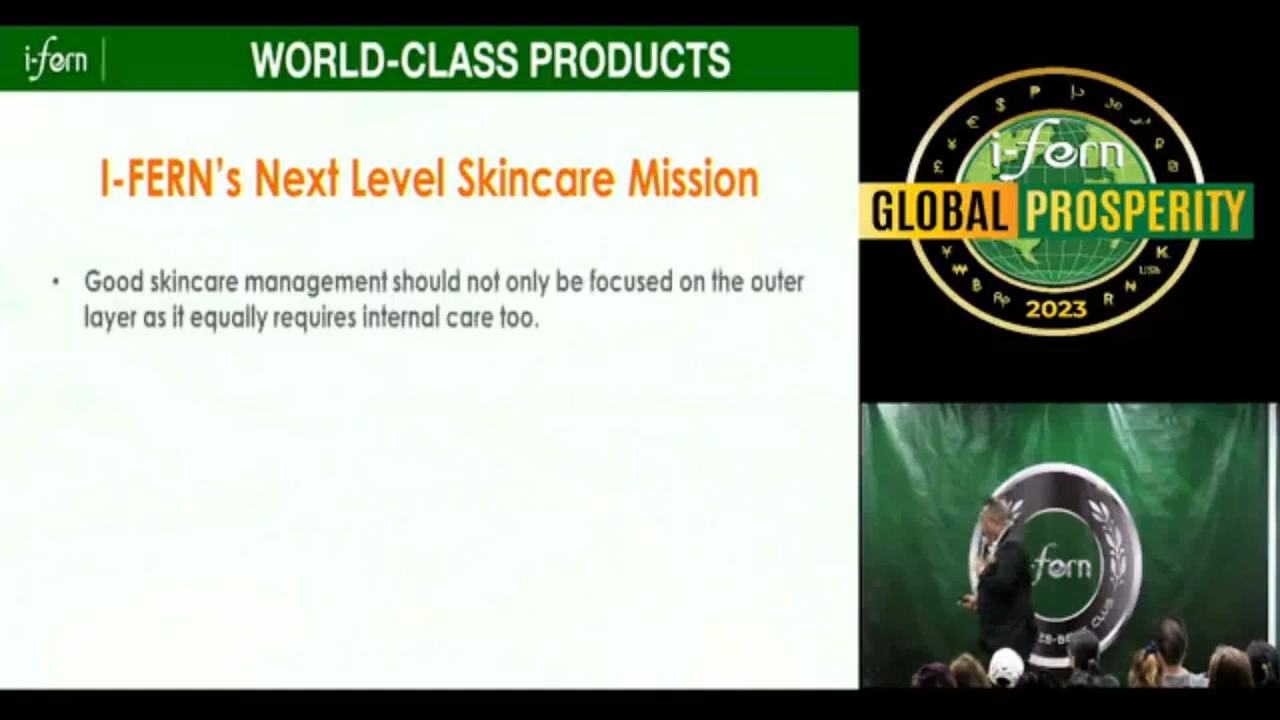 i-fern
WORLD-CLASS PRODUCTS
I-FERN's Next Level Skincare Mission
• Good skincare management should not only be focused on the outer
layer as it equally requires internal care too.
i-fern
GLOBAL PROSPERITY
2023
i-fern
CLUB